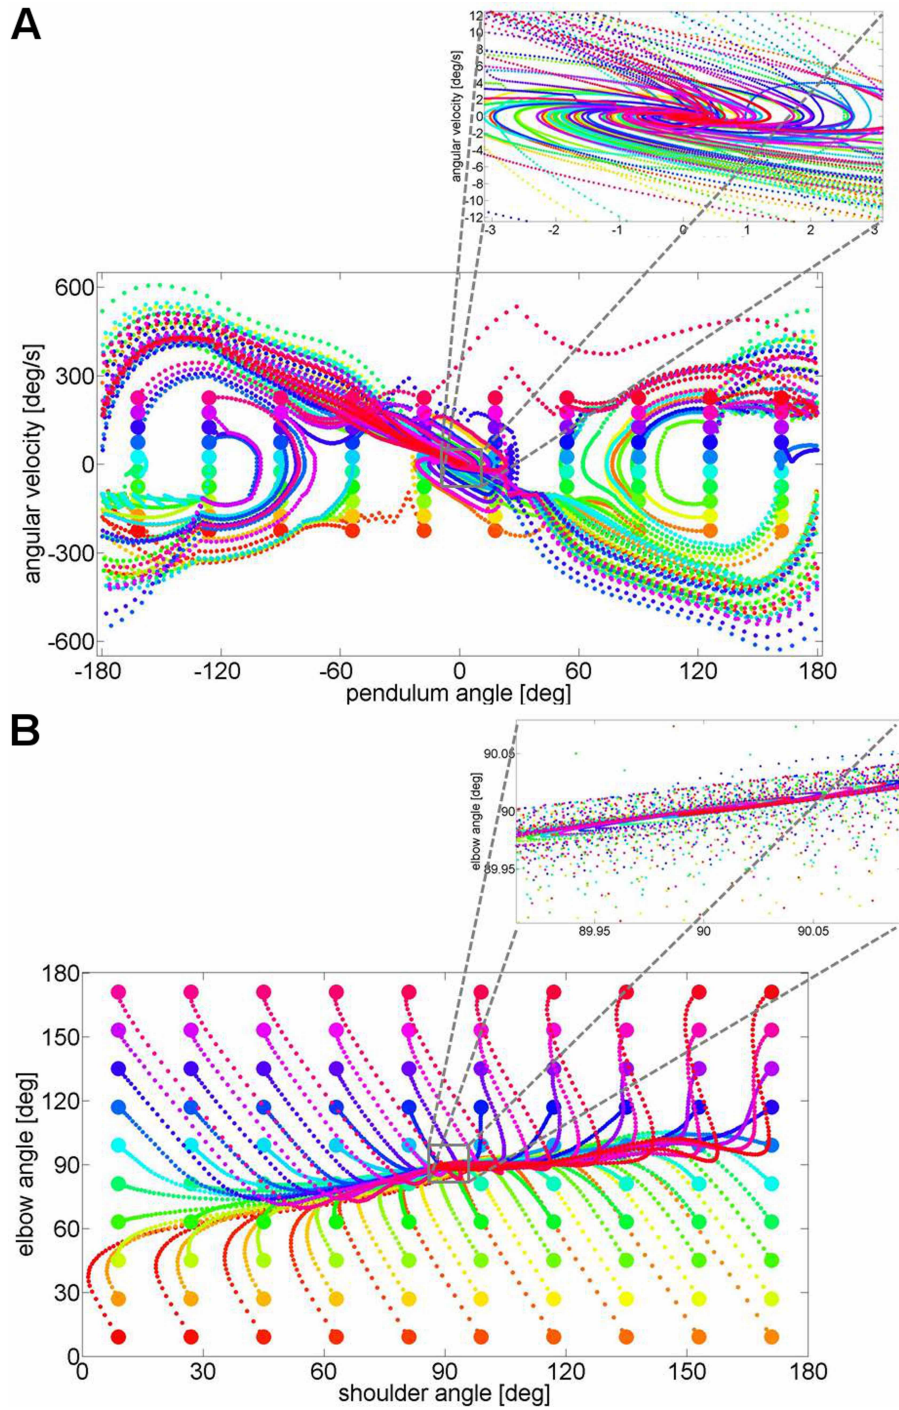 A
12
10
8
6
4
2
0
-2
-4
-6
-8
-10
-12
angular velocity [deg/s]
-3 -2 -1 0 1 2 3
600
300
0
-300
-600
angular velocity [deg/s]
-180 -120 -60 0 60 120 180
pendulum angle [deg]
B
90.05
90
89.95
elbow angle [deg]
89.95 90 90.05
180
150
120
90
60
30
0
elbow angle [deg]
0 30 60 90 120 150 180
shoulder angle [deg]